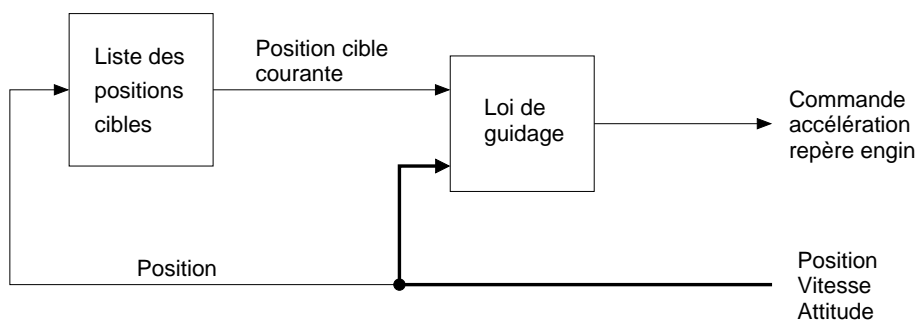 Liste des
positions
cibles
Position cible
courante
Loi de
guidage
Commande
accélération
repère engin
Position
Position
Vitesse
Attitude